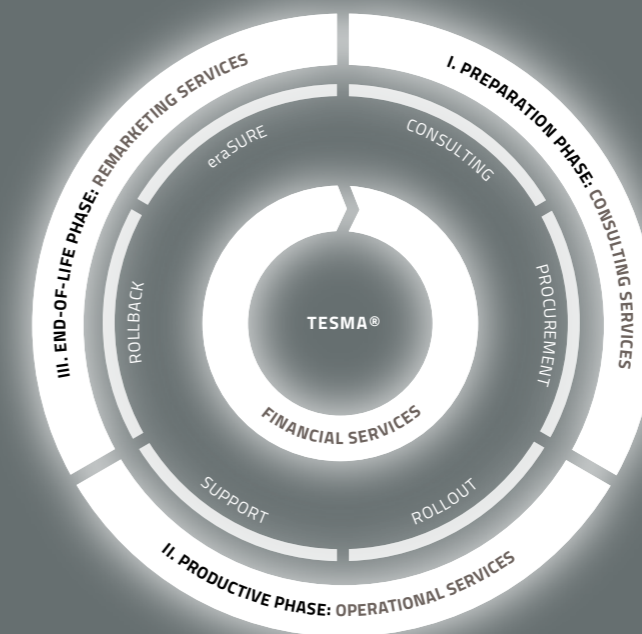 I. PREPARATION PHASE: CONSULTING SERVICES
II. PRODUCTIVE PHASE: OPERATIONAL SERVICES
III. END-OF-LIFE PHASE: REMARKETING SERVICES
CONSULTING
PROCUREMENT
ROLLOUT
SUPPORT
ROLLBACK
eraSURE
FINANCIAL SERVICES
TESMA®